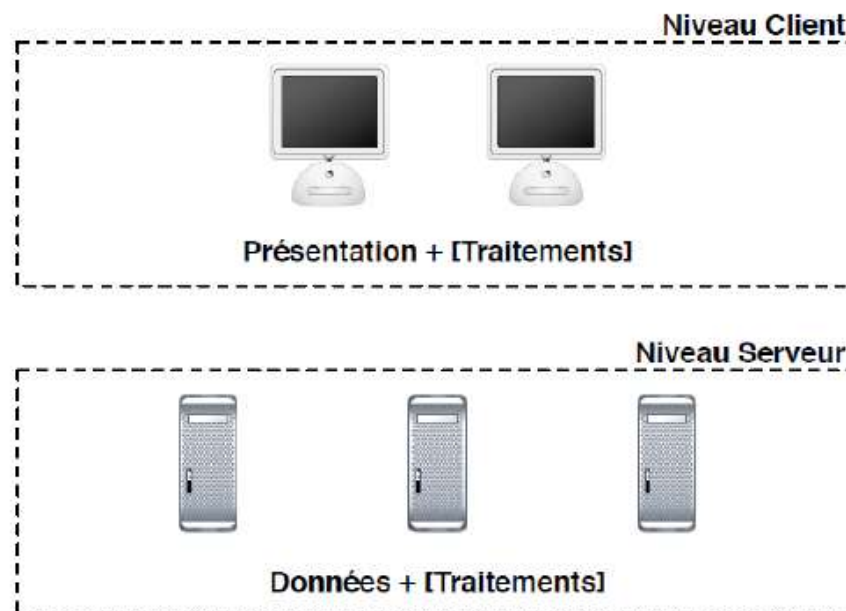 Niveau Client
Présentation + [Traitements]
Niveau Serveur
Données + [Traitements]